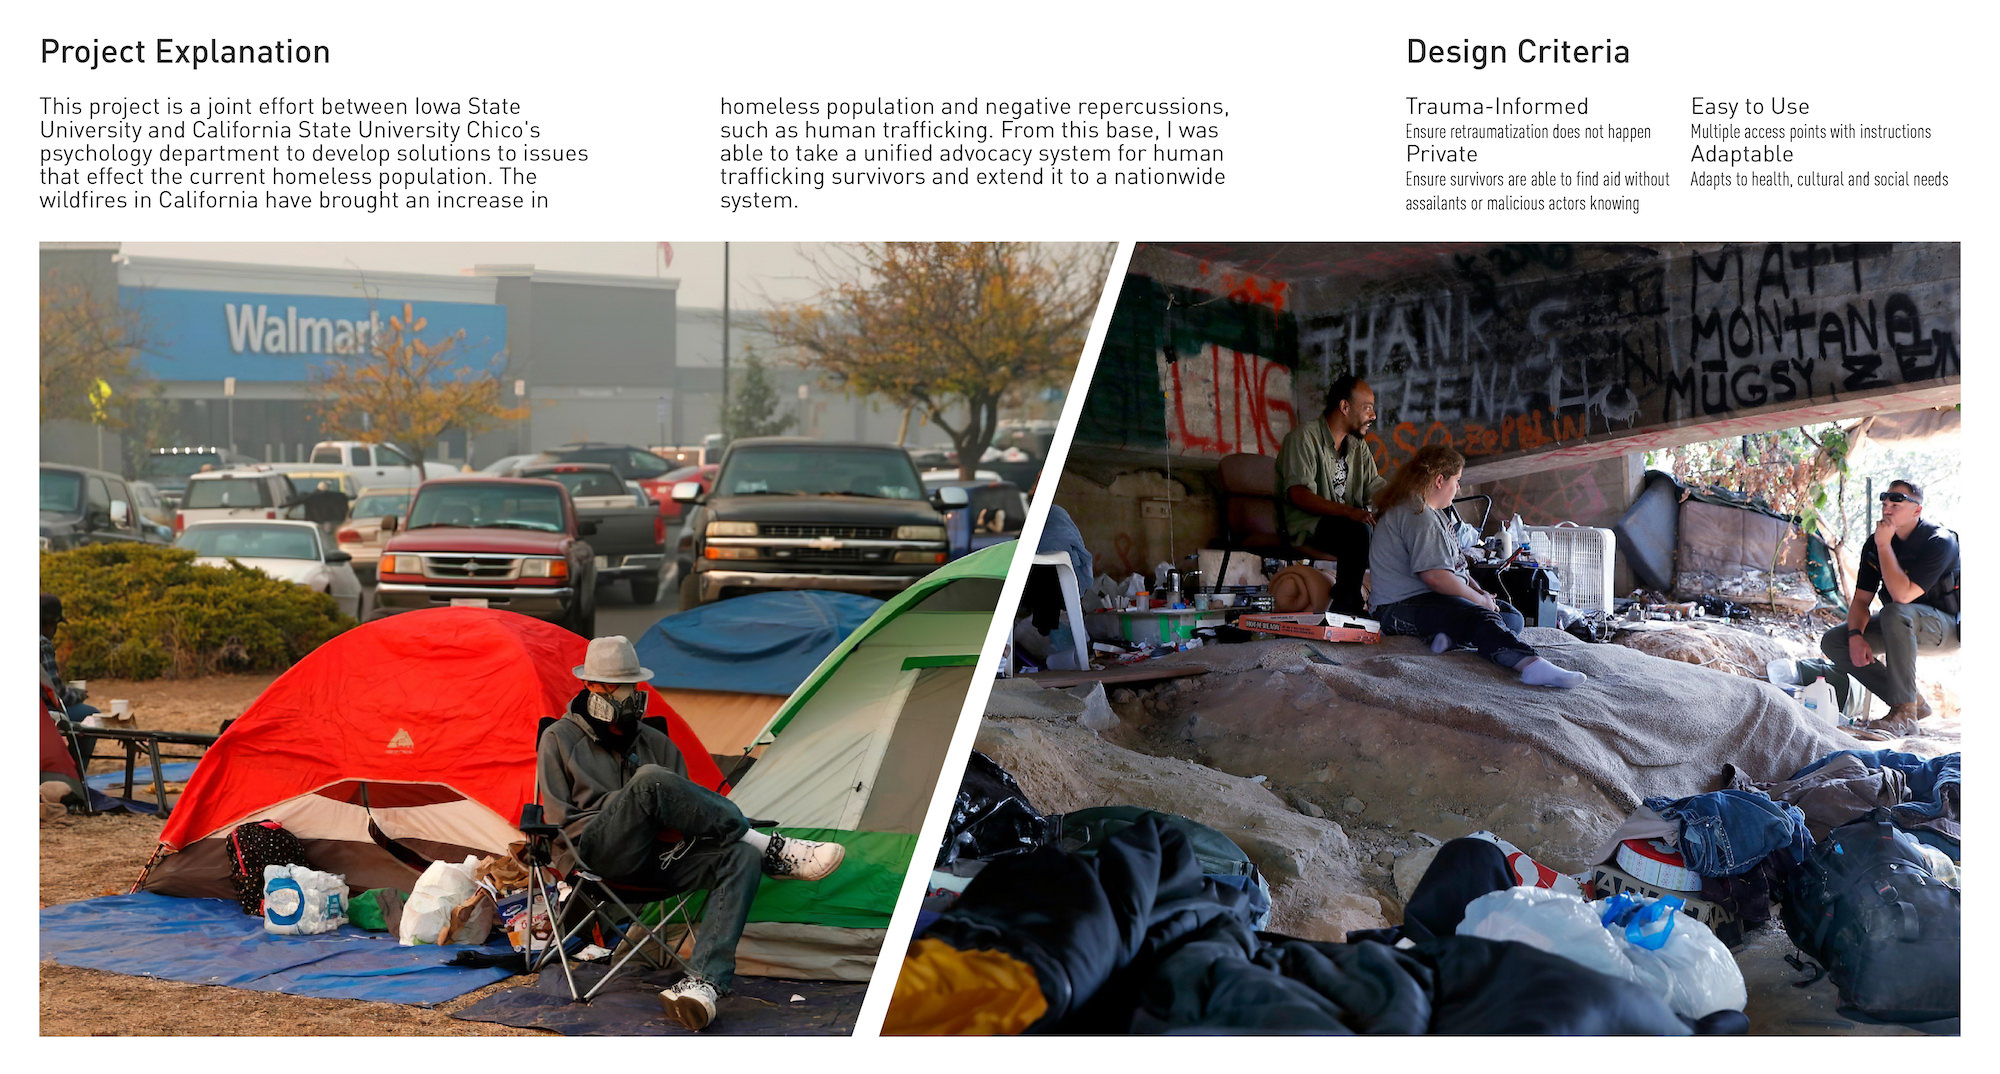 Project Explanation
This project is a joint effort between Iowa State
University and California State University Chico's
psychology department to develop solutions to issues
that effect the current homeless population. The
wildfires in California have brought an increase in
homeless population and negative repercussions,
such as human trafficking. From this base, I was
able to take a unified advocacy system for human
trafficking survivors and extend it to a nationwide
system.
Design Criteria
Trauma-Informed
Ensure retraumatization does not happen
Private
Ensure survivors are able to find aid without
assailants or malicious actors knowing
Easy to Use
Multiple access points with instructions
Adaptable
Adapts to health, cultural and social needs
Walmart
THANK
TEENA
LING
ZOPELIN
MATT
MONTANA
MUGSY